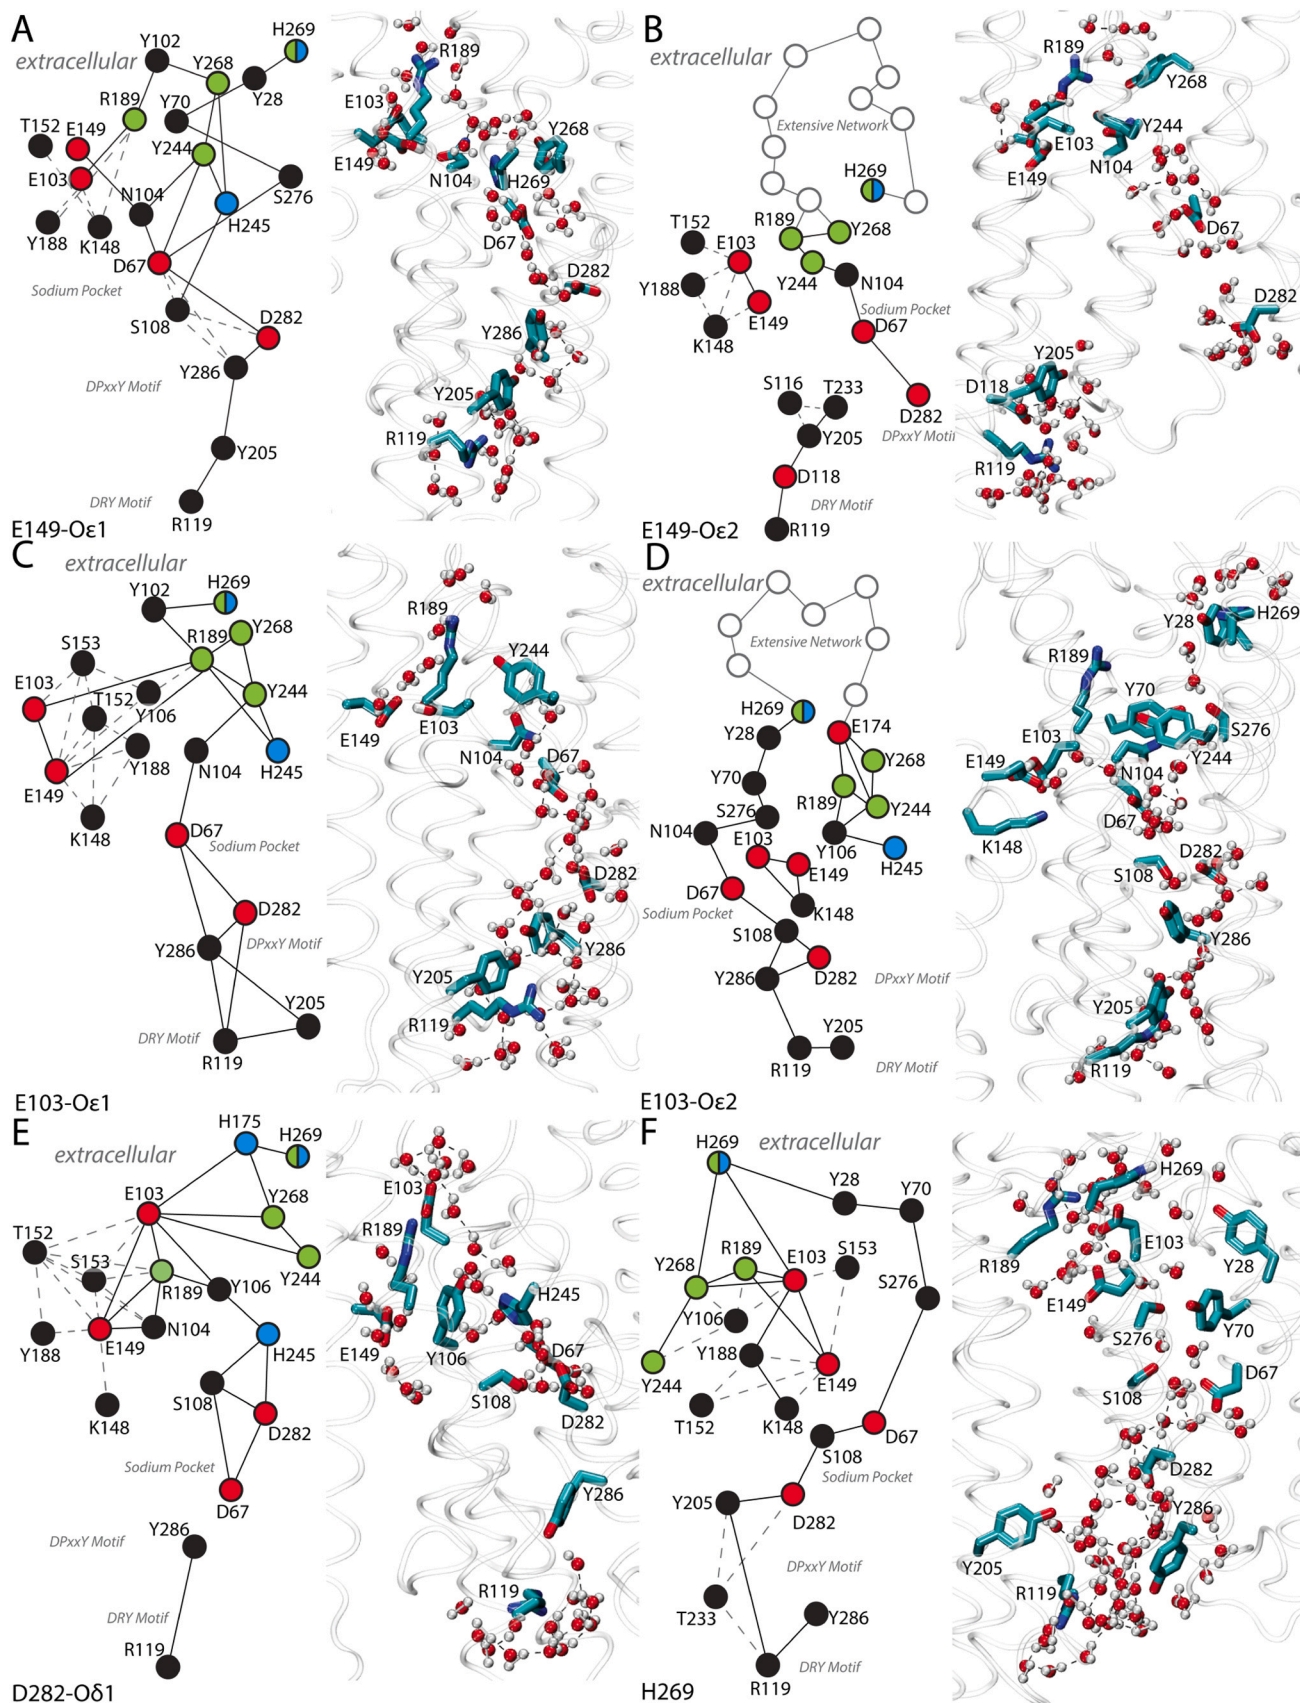 A
extracellular
Y102
H269
Y268
Y28
R189
Y70
T152
E149
Y244
E103
N104
S276
H245
Y188
K148
D67
Sodium Pocket
S108
D282
Y286
DPxxY Motif
Y205
DRY Motif
R119
E149-Oε1
R189
E103
Y268
E149
N104
H269
D67
D282
Y286
Y205
R119
B
extracellular
Extensive Network
H269
T152
E103
R189
Y268
Y188
Y244
N104
E149
Sodium Pocket
K148
D67
S116
T233
D282
Y205
DPxxY Moti
D118
DRY Motif
R119
E149-Oε2
R189
Y268
Y244
E103
N104
E149
D67
D282
Y205
D118
R119
C
extracellular
H269
Y102
R189
Y268
S153
E103
T152
Y244
Y106
Y188
N104
H245
E149
K148
D67
Sodium Pocket
D282
DPxxY Motif
Y286
Y205
DRY Motif
R119
E103-Oε1
R189
Y244
E149
E103
N104
D67
D282
Y286
Y205
R119
D
extracellular
Extensive Network
H269
E174
Y28
Y268
Y70
R189
S276
Y244
N104
E103
Y106
E149
H245
D67
K148
Sodium Pocket
S108
D282
Y286
DPxxY Motif
Y205
R119
DRY Motif
E103-Oε2
Y28
H269
R189
Y70
S276
E103
Y244
E149
N104
D67
K148
D282
S108
Y286
Y205
R119
E
H175
H269
extracellular
E103
Y268
T152
S153
Y244
R189
Y106
N104
Y188
E149
H245
S108
K148
D282
Sodium Pocket
D67
Y286
DPxxY Motif
DRY Motif
R119
D282-Oδ1
E103
R189
H245
E149
Y106
D67
S108
D282
Y286
R119
F
H269
extracellular
Y28
Y70
R189
E103
S153
Y268
S276
Y106
Y188
E149
Y244
T152
K148
D67
S108
Sodium Pocket
Y205
D282
DPxxY Motif
T233
Y286
DRY Motif
R119
H269
H269
R189
E103
Y28
E149
S276
Y70
S108
D67
D282
Y286
Y205
R119